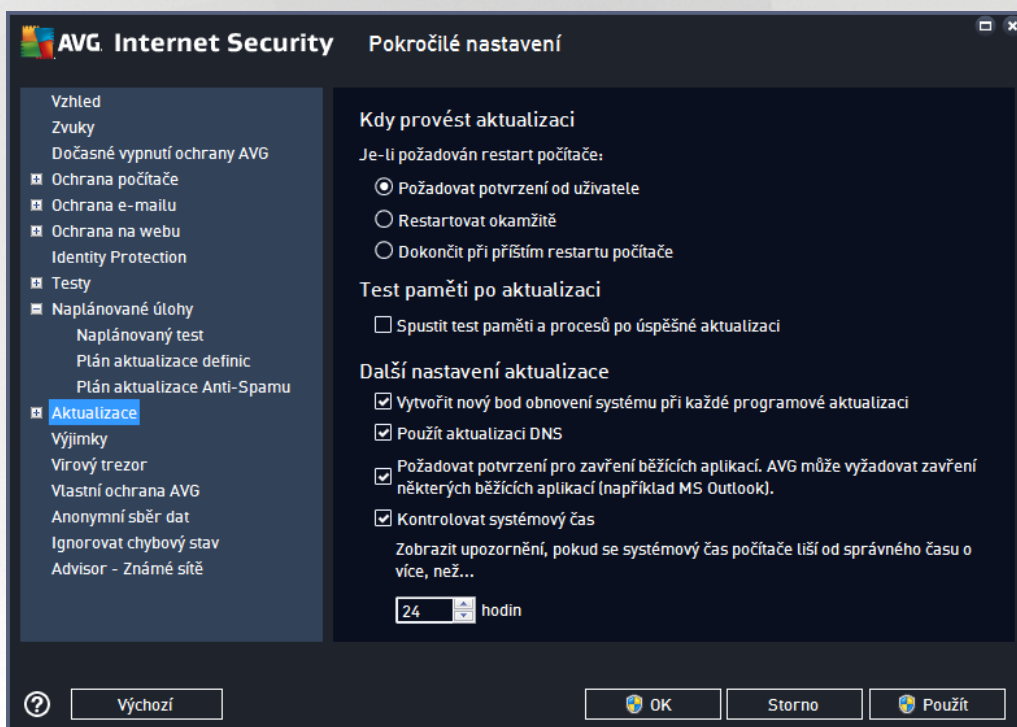 AVG. Internet Security
Pokročilé nastavení
Vzhled
Zvuky
Dočasné vypnutí ochrany AVG
Ochrana počítače
Ochrana e-mailu
Ochrana na webu
Identity Protection
Testy
Naplánované úlohy
Naplánovaný test
Plán aktualizace definic
Plán aktualizace Anti-Spamu
Aktualizace
Výjimky
Virový trezor
Vlastní ochrana AVG
Anonymní sběr dat
Ignorovat chybový stav
Advisor - Známé sítě
Kdy provést aktualizaci
Je-li požadován restart počítače:
Požadovat potvrzení od uživatele
Restartovat okamžitě
Dokončit při příštím restartu počítače
Test paměti po aktualizaci
Spustit test paměti a procesů po úspěšné aktualizaci
Další nastavení aktualizace
Vytvořit nový bod obnovení systému při každé programové aktualizaci
Použít aktualizaci DNS
Požadovat potvrzení pro zavření běžících aplikací. AVG může vyžadovat zavření
některých běžících aplikací (například MS Outlook).
Kontrolovat systémový čas
Zobrazit upozornění, pokud se systémový čas počítače liší od správného času o
více, než...
24 hodin
Výchozí
OK
Storno
Použít